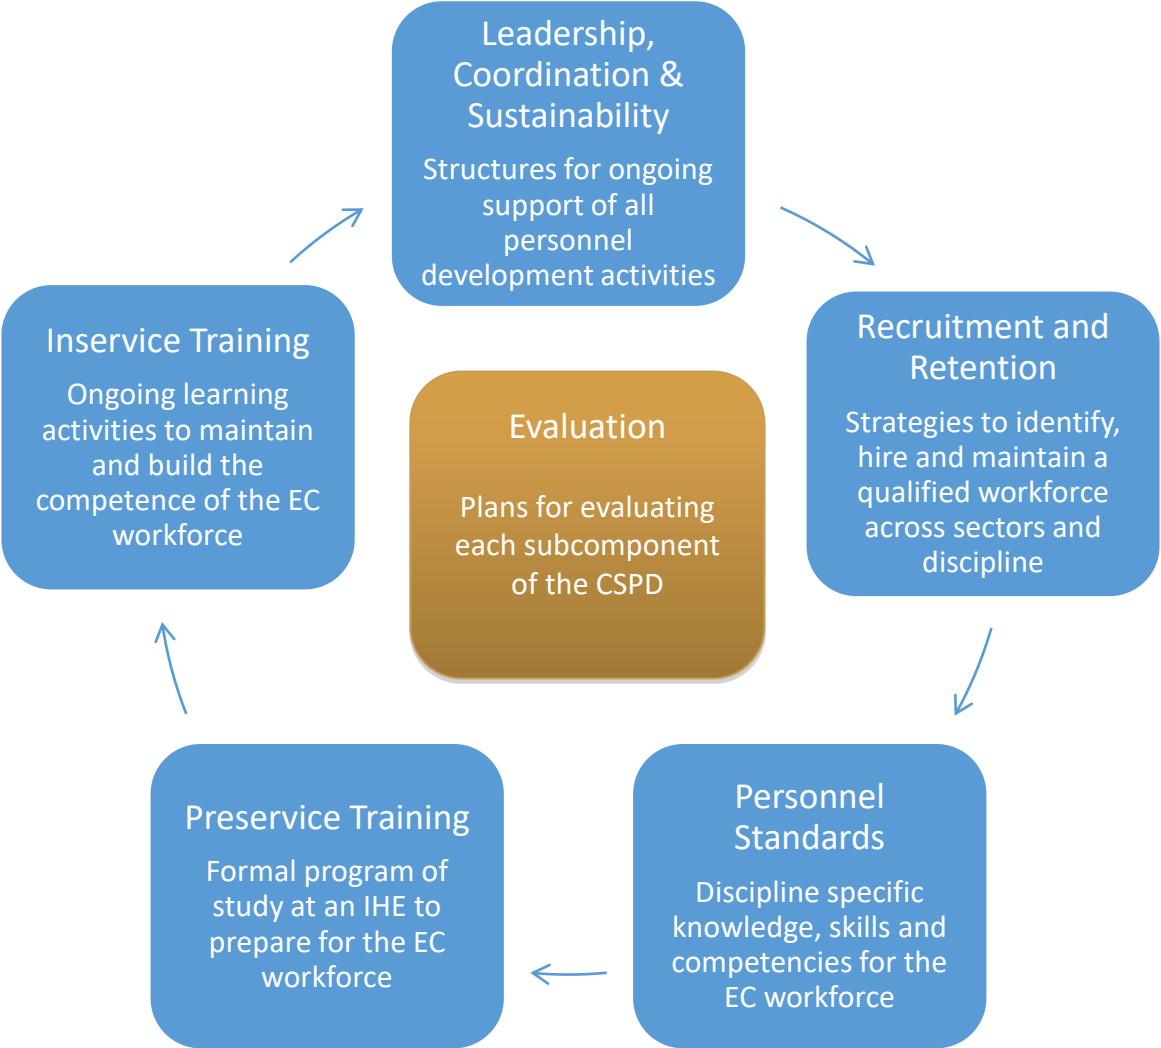 Leadership,
Coordination &
Sustainability
Structures for ongoing
support of all
personnel
development activities
Recruitment and
Retention
Strategies to identify,
hire and maintain a
qualified workforce
across sectors and
discipline
Personnel
Standards
Discipline specific
knowledge, skills and
competencies for the
EC workforce
Preservice Training
Formal program of
study at an IHE to
prepare for the EC
workforce
Inservice Training
Ongoing learning
activities to maintain
and build the
competence of the EC
workforce
Evaluation
Plans for evaluating
each subcomponent
of the CSPD